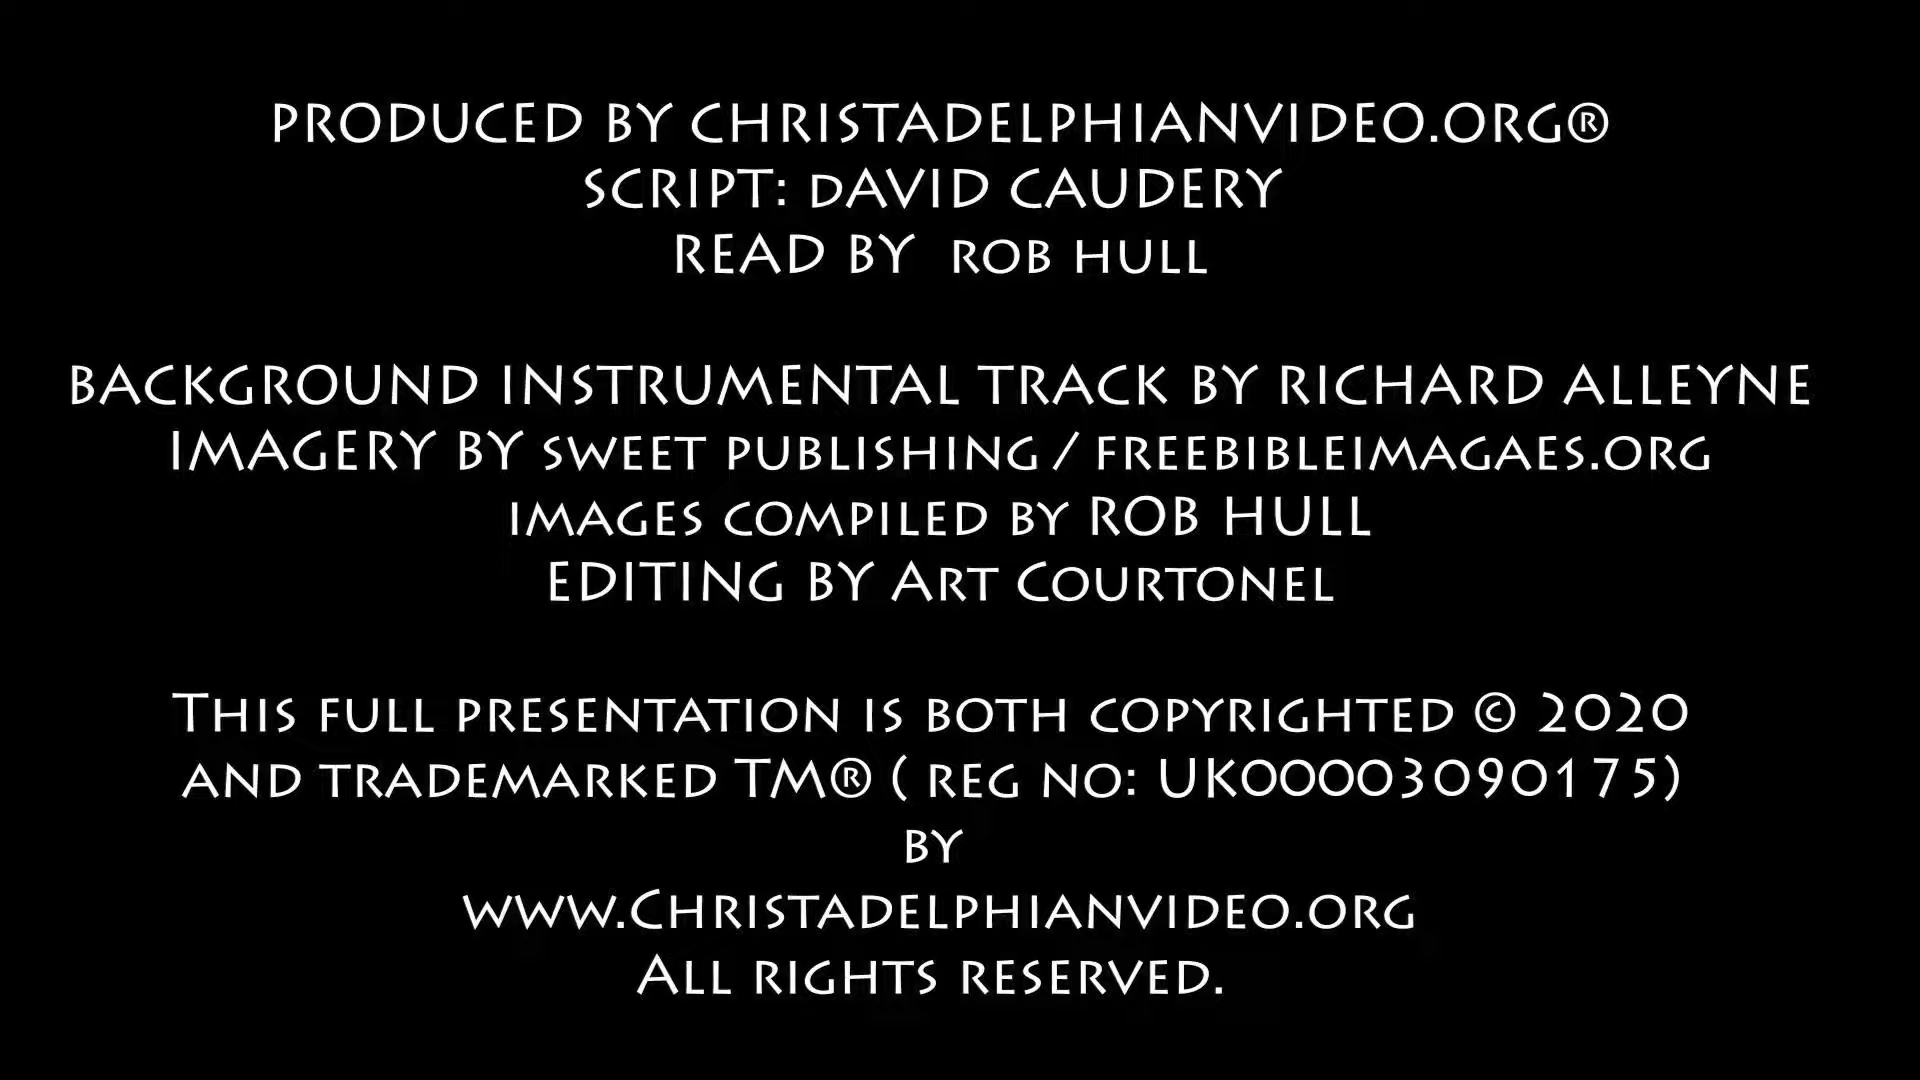 PRODUCED BY CHRISTADELPHIANVIDEO.ORG®
SCRIPT: dAVID CAUDERY
READ BY rob hull
BACKGROUND INSTRUMENTAL TRACK BY RICHARD ALLEYNE
IMAGERY BY sweet publishing / freebibleimagaes.org
images compiled by ROB HULL
EDITING BY Art Courtonel
This full presentation is both copyrighted © 2020
and trademarked TM® ( reg no: UK00003090175)
by
www.Christadelphianvideo.org
All rights reserved.